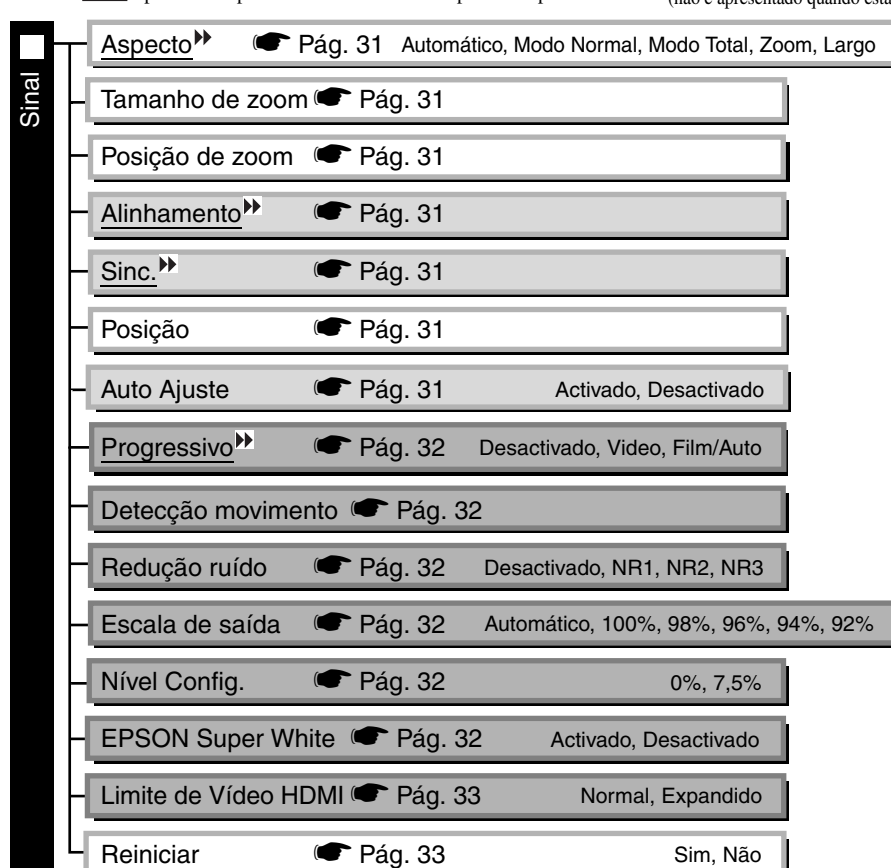 (não é apresentado quando está
Sinal
Aspecto Pág. 31 Automático, Modo Normal, Modo Total, Zoom, Largo
Tamanho de zoom Pág. 31
Posição de zoom Pág. 31
Alinhamento Pág. 31
Sinc. Pág. 31
Posição Pág. 31
Auto Ajuste Pág. 31 Activado, Desactivado
Progressivo Pág. 32 Desactivado, Video, Film/Auto
Detecção movimento Pág. 32
Redução ruído Pág. 32 Desactivado, NR1, NR2, NR3
Escala de saída Pág. 32 Automático, 100%, 98%, 96%, 94%, 92%
Nível Config. Pág. 32 0%, 7,5%
EPSON Super White Pág. 32 Activado, Desactivado
Limite de Vídeo HDMI Pág. 33 Normal, Expandido
Reiniciar Pág. 33 Sim, Não